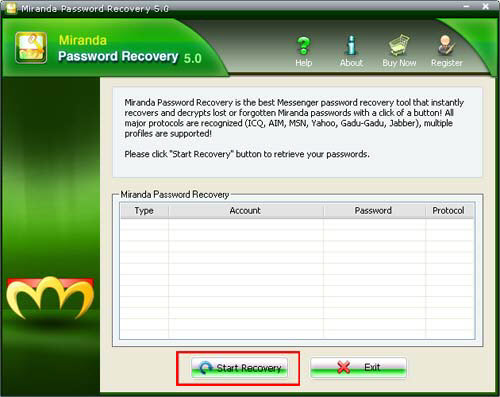 Miranda Password Recovery 5.0
Miranda
Password Recovery 5.0
Help
About
Buy Now
Register
Miranda Password Recovery is the best Messenger password recovery tool that instantly
recovers and decrypts lost or forgotten Miranda passwords with a click of a button! All
major protocols are recognized (ICQ, AIM, MSN, Yahoo, Gadu-Gadu, Jabber), multiple
profiles are supported!
Please click "Start Recovery" button to retrieve your passwords.
Miranda Password Recovery
Type Account Password Protocol
Start Recovery Exit